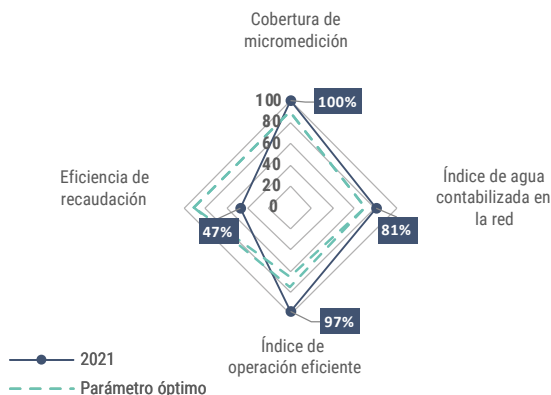 Cobertura de
micromedición
100
80
60
40
20
0
100%
Eficiencia de
recaudación
Índice de agua
contabilizada en
la red
47%
81%
97%
Índice de
operación eficiente
2021
Parámetro óptimo